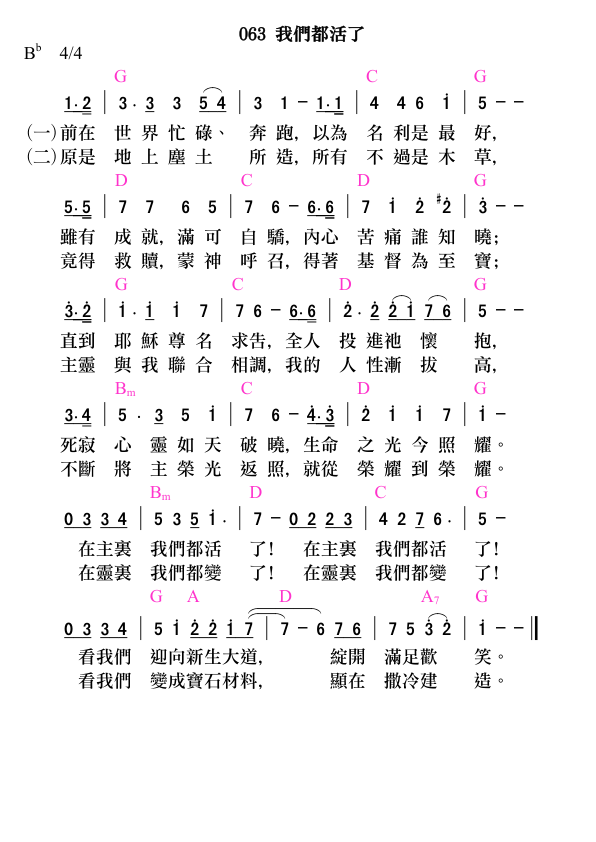 063 我們都活了
B♭ 4/4
G C G
1·2 | 3· 3 3 5 4 | 3 1 – 1·1 | 4 4 6 i | 5 – –
(一)前在 世 界 忙 碌、 奔 跑, 以為 名 利是 最 好,
(二)原是 地 上 塵 土 所 造, 所有 不 過是 木 草,
D C D G
5·5 | 7 7 6 5 | 7 6 – 6·6 | 7 i 2̇ #2̇ | 3̇ – –
雖有 成 就, 滿 可 自 驕, 內心 苦 痛 誰 知 曉;
竟得 救 贖, 蒙 神 呼 召, 得著 基 督 為 至 寶;
G C D G
3̇·2̇ | i· i i 7 | 7 6 – 6·6 | 2̇· 2̇ 2̇ i 7 6 | 5 – –
直到 耶 穌 尊 名 求告, 全人 投 進祂 懷 抱,
主靈 與 我 聯 合 相調, 我的 人 性漸 拔 高,
Bm C D G
3·4 | 5· 3 5 i | 7 6 – 4̇·3̇ | 2̇ i i 7 | i –
死寂 心 靈 如 天 破 曉, 生命 之 光 今 照 耀。
不斷 將 主 榮 光 返 照, 就從 榮 耀 到 榮 耀。
Bm D C G
0 3 3 4 | 5 3 5 i· | 7 – 0 2 2 3 | 4 2 7 6· | 5 –
在主裏 我們都活 了! 在主裏 我們都活 了!
在靈裏 我們都變 了! 在靈裏 我們都變 了!
G A D A7 G
0 3 3 4 | 5 i 2̇ 2̇ i 7 | 7 – 6 7 6 | 7 5 3̇ 2̇ | i – – ‖
看我們 迎向新生大道, 綻開 滿足歡 笑。
看我們 變成寶石材料, 顯在 撒冷建 造。